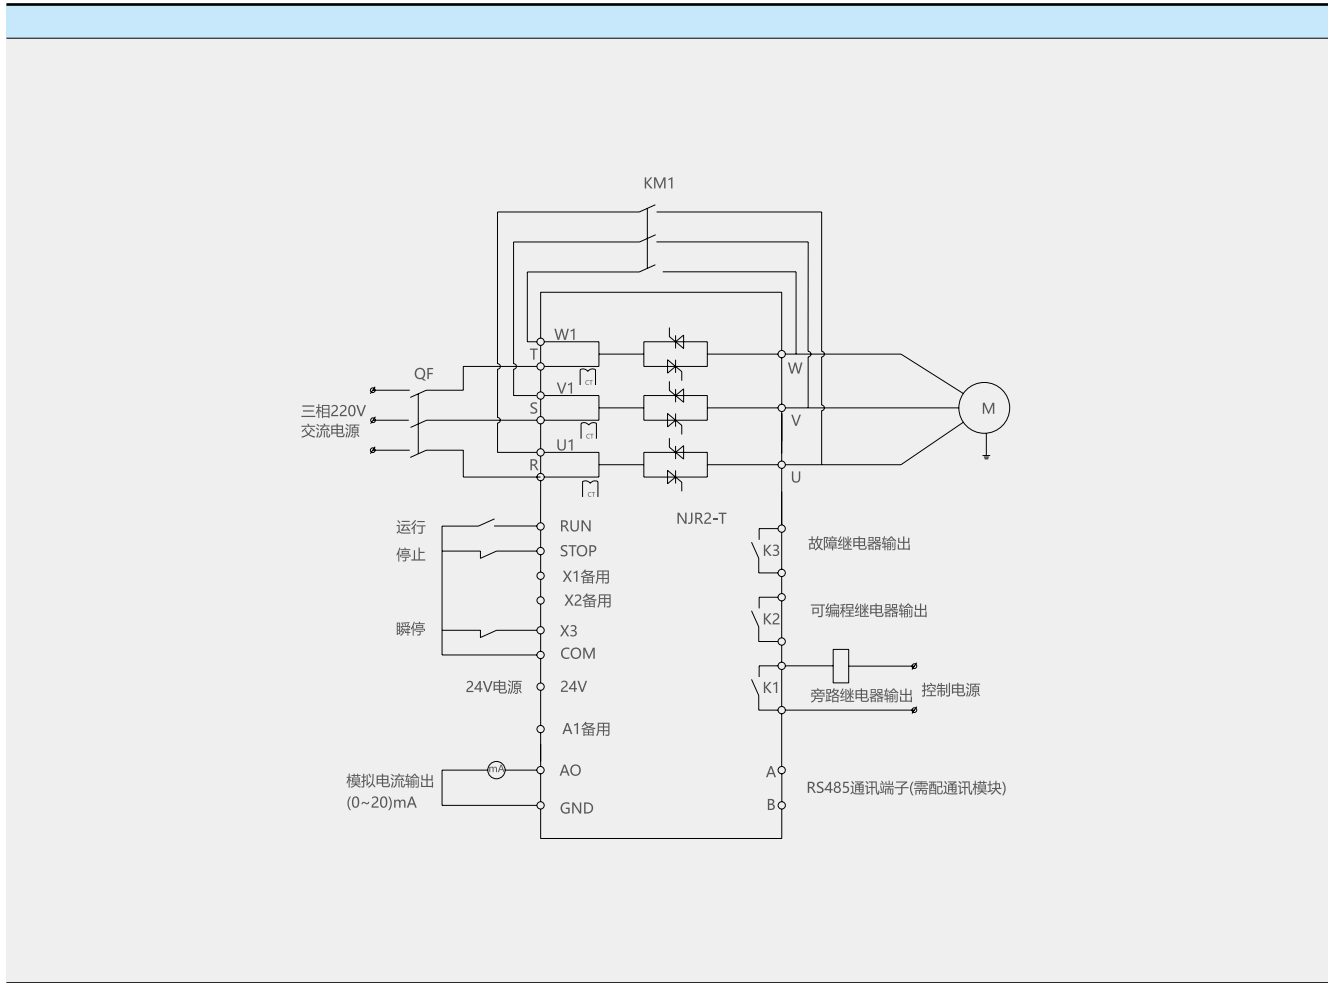 KM1
W1
T
CT
W
QF
V1
三相220V
交流电源
S
CT
V
M
U1
R
CT
U
NJR2-T
运行
RUN
停止
STOP
K3
故障继电器输出
X1备用
X2备用
K2
可编程继电器输出
瞬停
X3
COM
24V电源
24V
K1
旁路继电器输出
控制电源
A1备用
模拟电流输出
(0~20)mA
mA
AO
GND
A
B
RS485通讯端子(需配通讯模块)